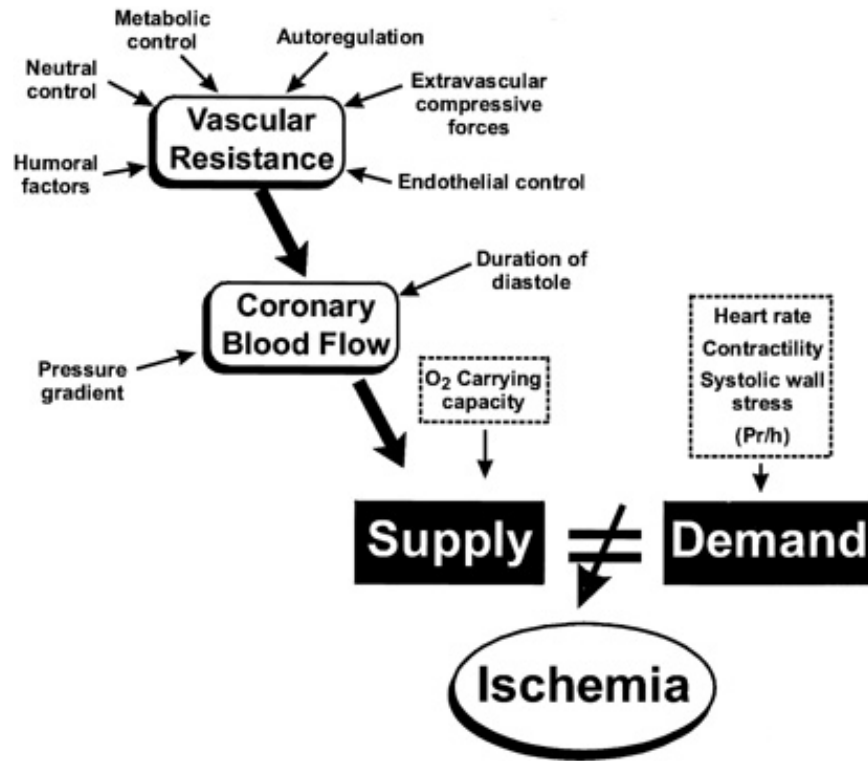 Metabolic
control
Autoregulation
Neutral
control
Extravascular
compressive
forces
Vascular
Resistance
Humoral
factors
Endothelial control
Duration of
diastole
Coronary
Blood Flow
Pressure
gradient
O₂ Carrying
capacity
Heart rate
Contractility
Systolic wall
stress
(Pr/h)
Supply
Demand
Ischemia